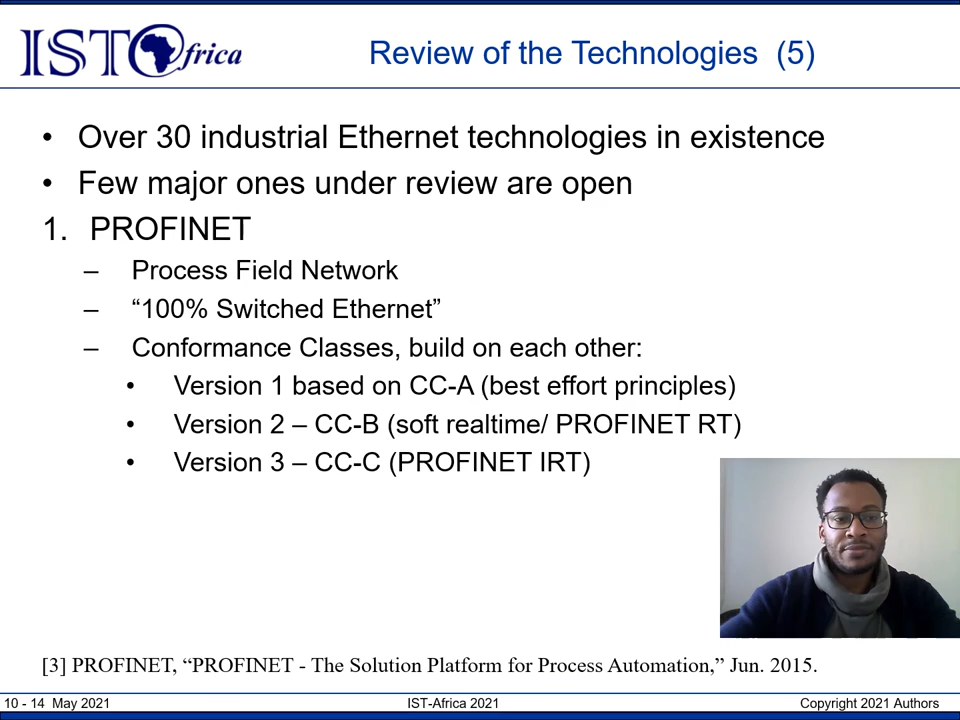 IST Africa
Review of the Technologies (5)
• Over 30 industrial Ethernet technologies in existence
• Few major ones under review are open
1. PROFINET
– Process Field Network
– “100% Switched Ethernet”
– Conformance Classes, build on each other:
• Version 1 based on CC-A (best effort principles)
• Version 2 – CC-B (soft realtime/ PROFINET RT)
• Version 3 – CC-C (PROFINET IRT)
[3] PROFINET, “PROFINET - The Solution Platform for Process Automation,” Jun. 2015.
10 - 14 May 2021
IST-Africa 2021
Copyright 2021 Authors